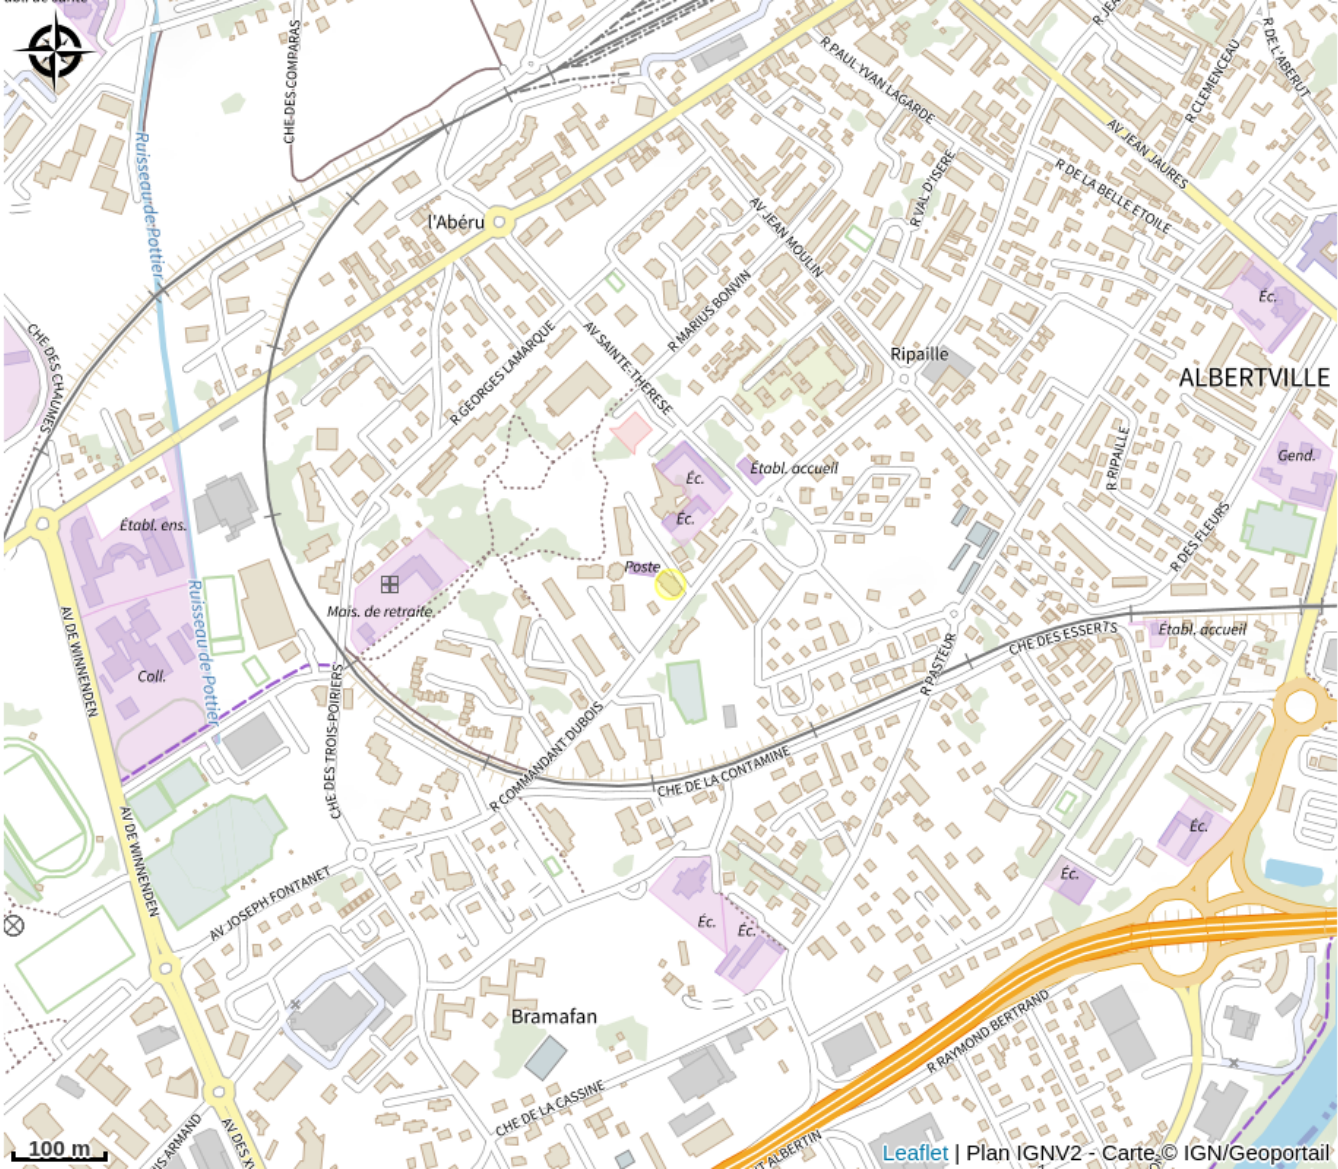 CHE DES COMPARAS
R PAUL YVAN LAGARDE
R CLEMENCEAU
R DE L'ABERUT
AV JEAN JAURES
Ruisseau de Pottier
R VAL D'ISERE
R DE LA BELLE ETOILE
l'Abéru
AV JEAN MOULIN
Éc.
R MARIUS BONVIN
CHE DES CHAUMES
R GEORGES LAMARQUE
AV SAINTE-THERESE
Ripaille
ALBERTVILLE
R RIPAILLE
Gend.
Éc.
Établ. accueil
Éc.
Établ. ens.
R DES FLEURS
Poste
Mais. de retraite
Ruisseau de Pottier
AV DE WINNENDEN
CHE DES ESSERTS
Établ. accueil
R PASTEUR
Coll.
CHE DES TROIS-POIRIERS
R COMMANDANT DUBOIS
CHE DE LA CONTAMINE
AV DE WINNENDEN
Éc.
Éc.
AV JOSEPH FONTANET
Éc.
Éc.
Bramafan
R RAYMOND BERTRAND
CHE DE LA CASSINE
100 m
AV DES X
IS ARMAND
T ALBERTIN
Leaflet | Plan IGNV2 - Carte © IGN/Geoportail